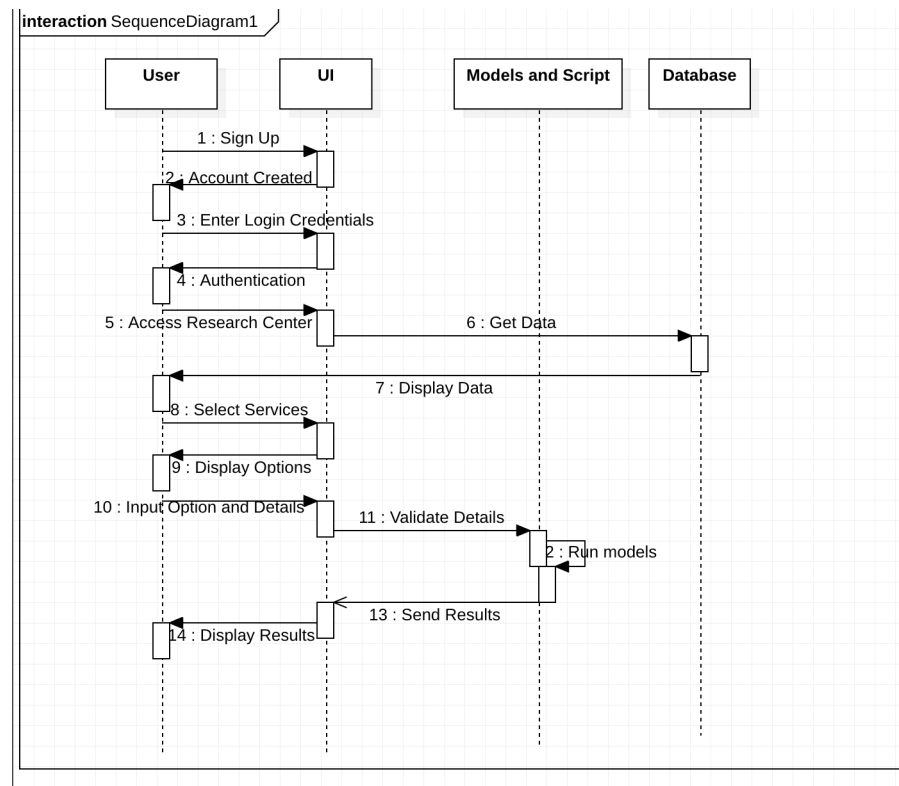 interaction SequenceDiagram1
User
UI
Models and Script
Database
1 : Sign Up
2 : Account Created
3 : Enter Login Credentials
4 : Authentication
5 : Access Research Center
6 : Get Data
7 : Display Data
8 : Select Services
9 : Display Options
10 : Input Option and Details
11 : Validate Details
2 : Run models
13 : Send Results
14 : Display Results